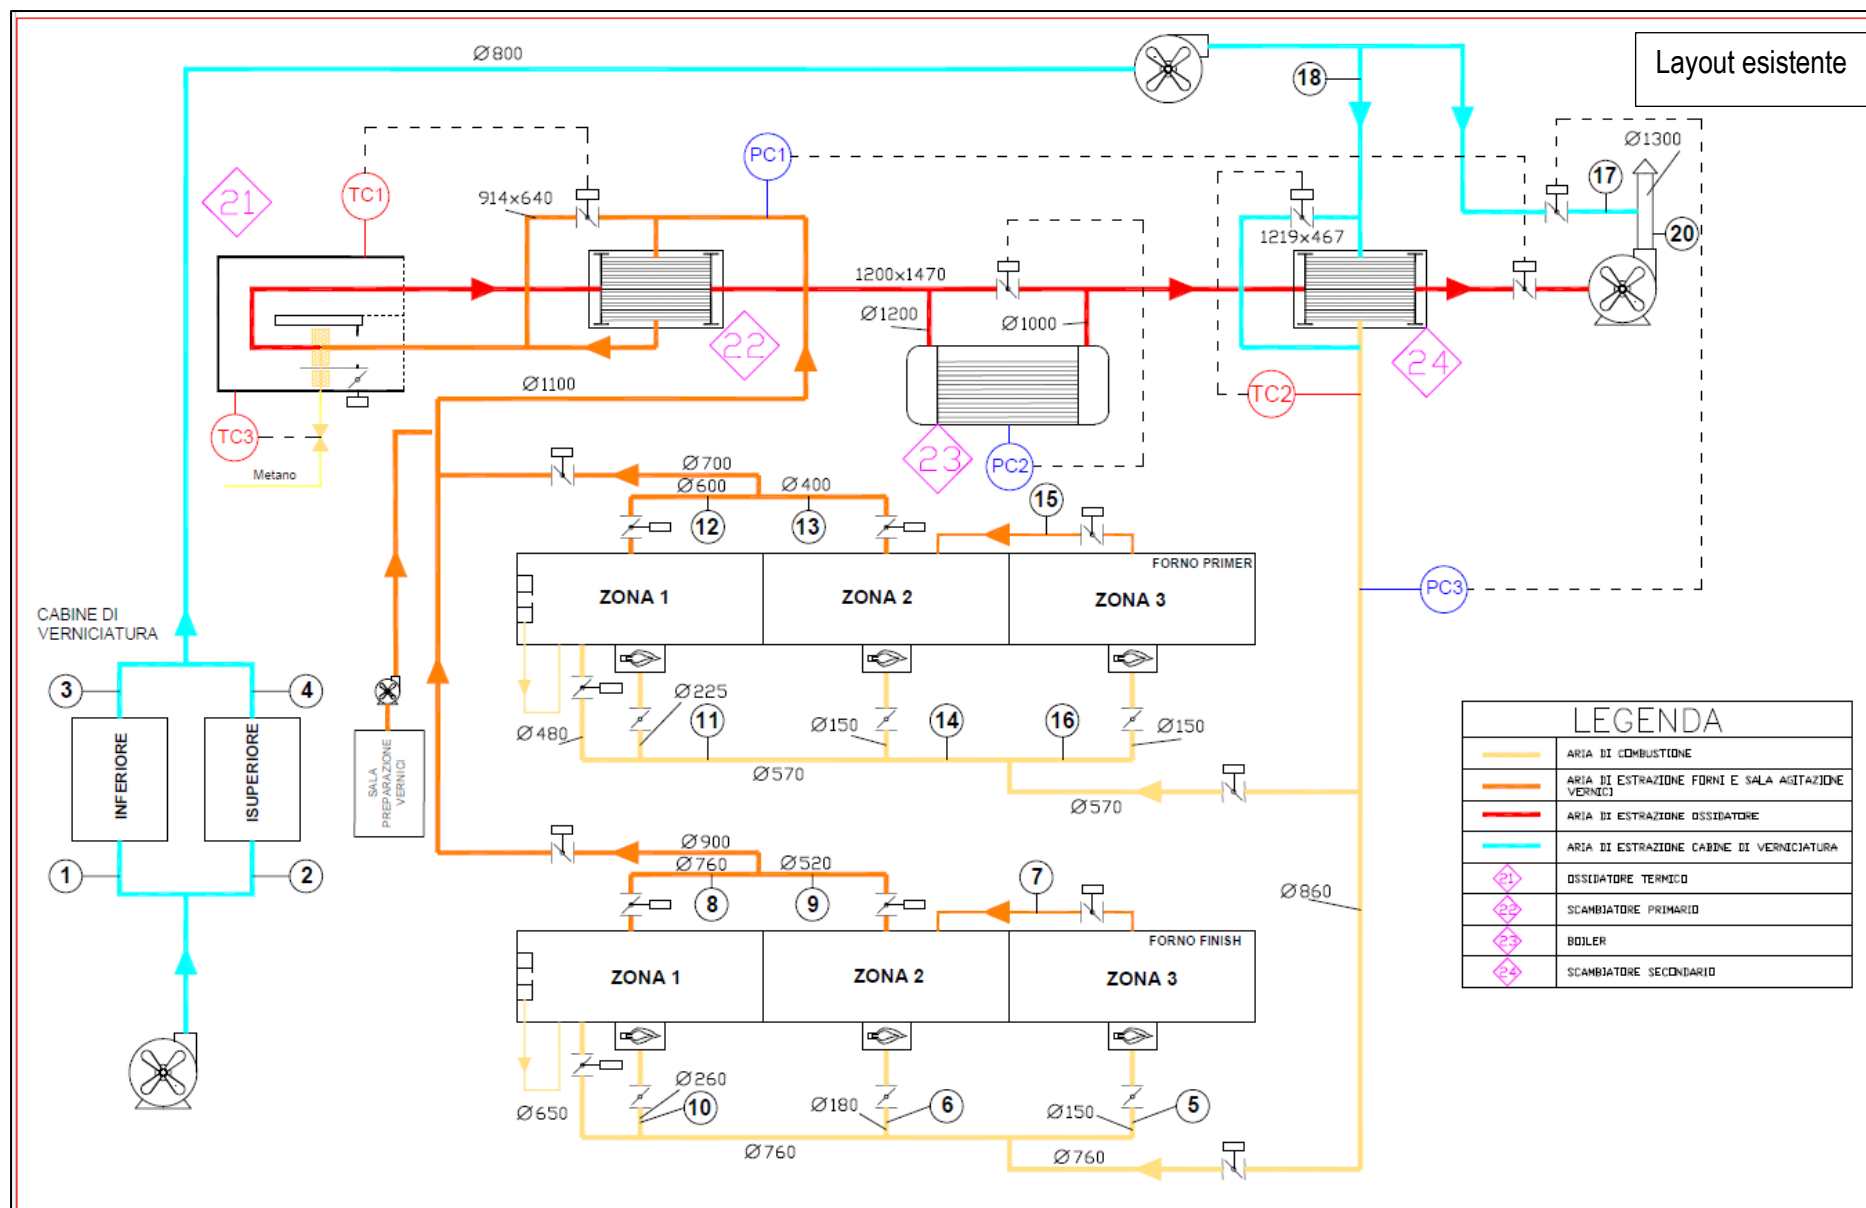 Layout esistente
Ø800
18
Ø1300
PC1
17
TC1
21
914x640
20
1219x467
1200x1470
Ø1200
Ø1000
22
24
Ø1100
TC2
TC3
23
PC2
Metano
Ø700
Ø600
Ø400
15
12
13
FORNO PRIMER
ZONA 1
ZONA 2
ZONA 3
PC3
CABINE DI
VERNICIATURA
3
4
Ø225
11
14
16
Ø480
Ø150
Ø150
Ø570
Ø570
INFERIORE
ISUPERIORE
SALA
PREPARAZIONE
VERNICI
1
2
Ø900
Ø760
Ø520
7
8
9
Ø860
FORNO FINISH
ZONA 1
ZONA 2
ZONA 3
Ø260
10
6
5
Ø650
Ø180
Ø150
Ø760
Ø760
LEGENDA
ARIA DI COMBUSTIONE
ARIA DI ESTRAZIONE FORNI E SALA AGITAZIONE
VERNICI
ARIA DI ESTRAZIONE OSSIDATORE
ARIA DI ESTRAZIONE CABINE DI VERNICIATURA
21 OSSIDATORE TERMICO
22 SCAMBIATORE PRIMARIO
23 BOILER
24 SCAMBIATORE SECONDARIO